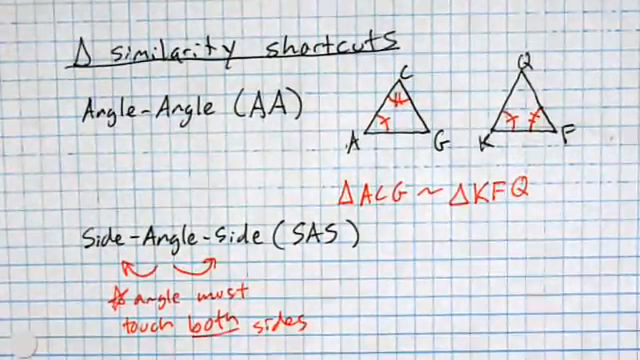 Δ similarity shortcuts
Angle-Angle (AA)
C
A
G
Q
K
F
ΔACG ~ ΔKFQ
Side-Angle-Side (SAS)
☆ angle must
touch both sides